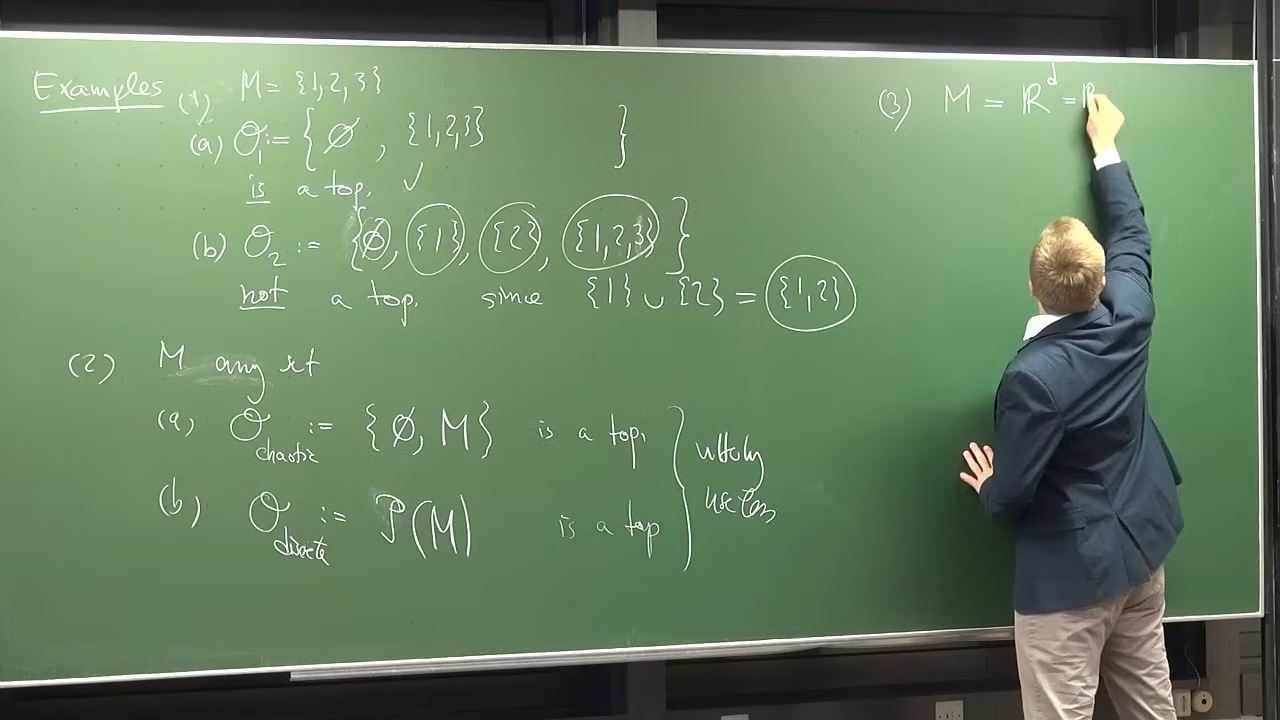 Examples (1) M = {1,2,3}
(a) O₁ := { ∅ , {1,2,3} }
is a top. ✓
(b) O₂ := {∅, {1}, {2}, {1,2,3}}
not a top. since {1} ∪ {2} = {1,2}
(2) M any set
(a) O chaotic := {∅, M} is a top.
utterly
useless
(b) O discrete := P(M) is a top
(3) M = ℝᵈ = ℝ